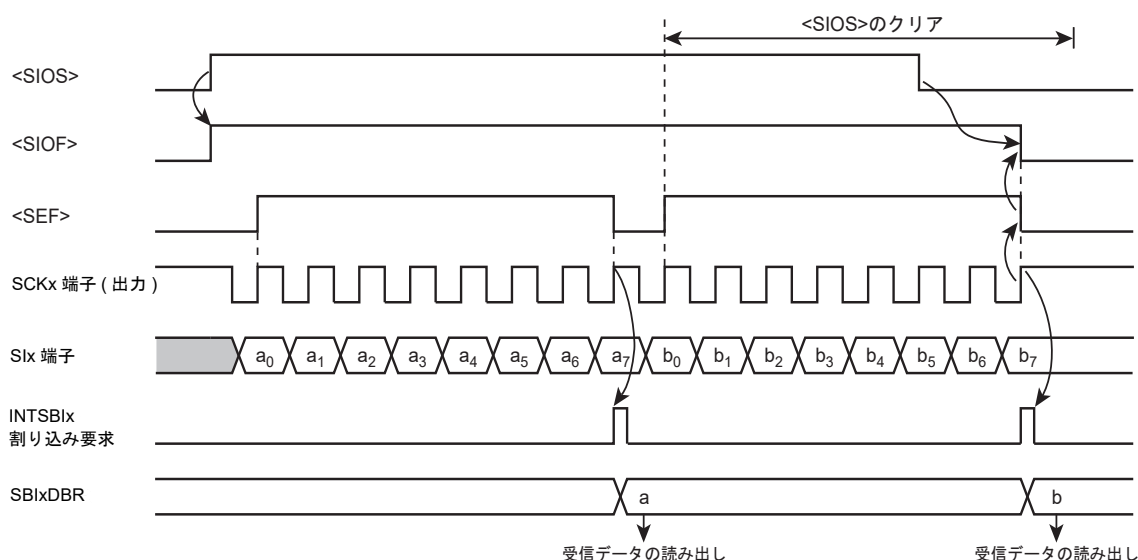 <SIOS>のクリア
<SIOS>
<SIOF>
<SEF>
SCKx 端子 ( 出力 )
SIx 端子
a0 a1 a2 a3 a4 a5 a6 a7 b0 b1 b2 b3 b4 b5 b6 b7
INTSBIx
割り込み要求
SBIxDBR
a b
受信データの読み出し 受信データの読み出し